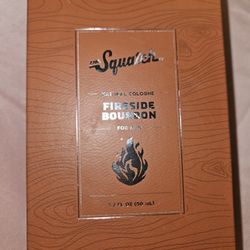 Dr. Squatch
NATURAL COLOGNE
FIRESIDE
BOURBON
FOR MEN
1.7 FL OZ (50 mL)